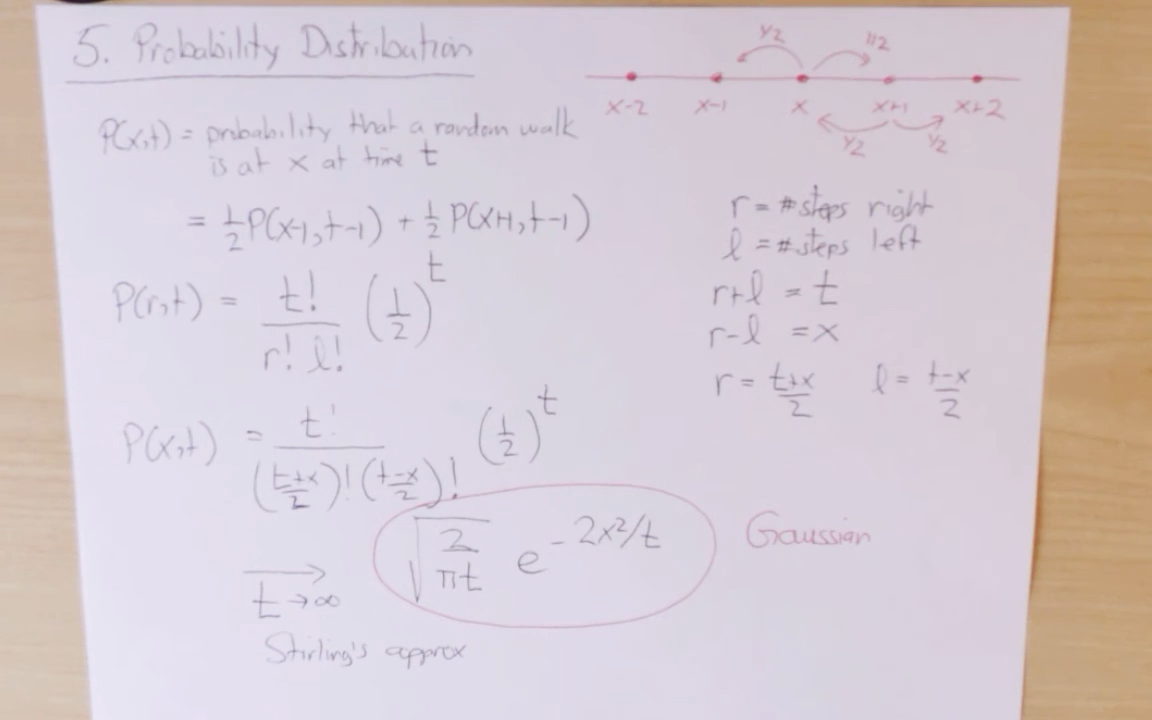 5. Probability Distribution
1/2 1/2
x-2 x-1 x x+1 x+2
1/2 1/2
P(x,t) = probability that a random walk
is at x at time t
= 1/2 P(x-1, t-1) + 1/2 P(x+1, t-1)
r = # steps right
l = # steps left
P(r,t) = t! / r! l! (1/2)^t
r+l = t
r-l = x
r = t+x/2 l = t-x/2
P(x,t) = t! / (t+x/2)! (t-x/2)! (1/2)^t
√2/πt e^-2x²/t Gaussian
t→∞
Stirling's approx